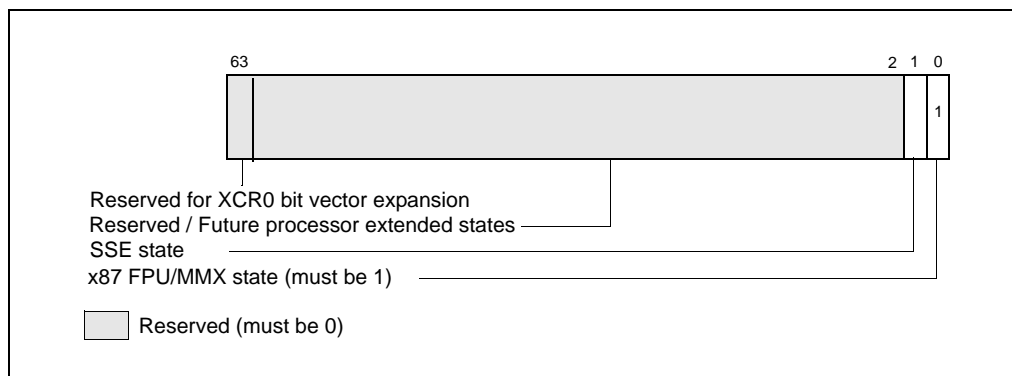 63 2 1 0
1
Reserved for XCR0 bit vector expansion
Reserved / Future processor extended states
SSE state
x87 FPU/MMX state (must be 1)
Reserved (must be 0)